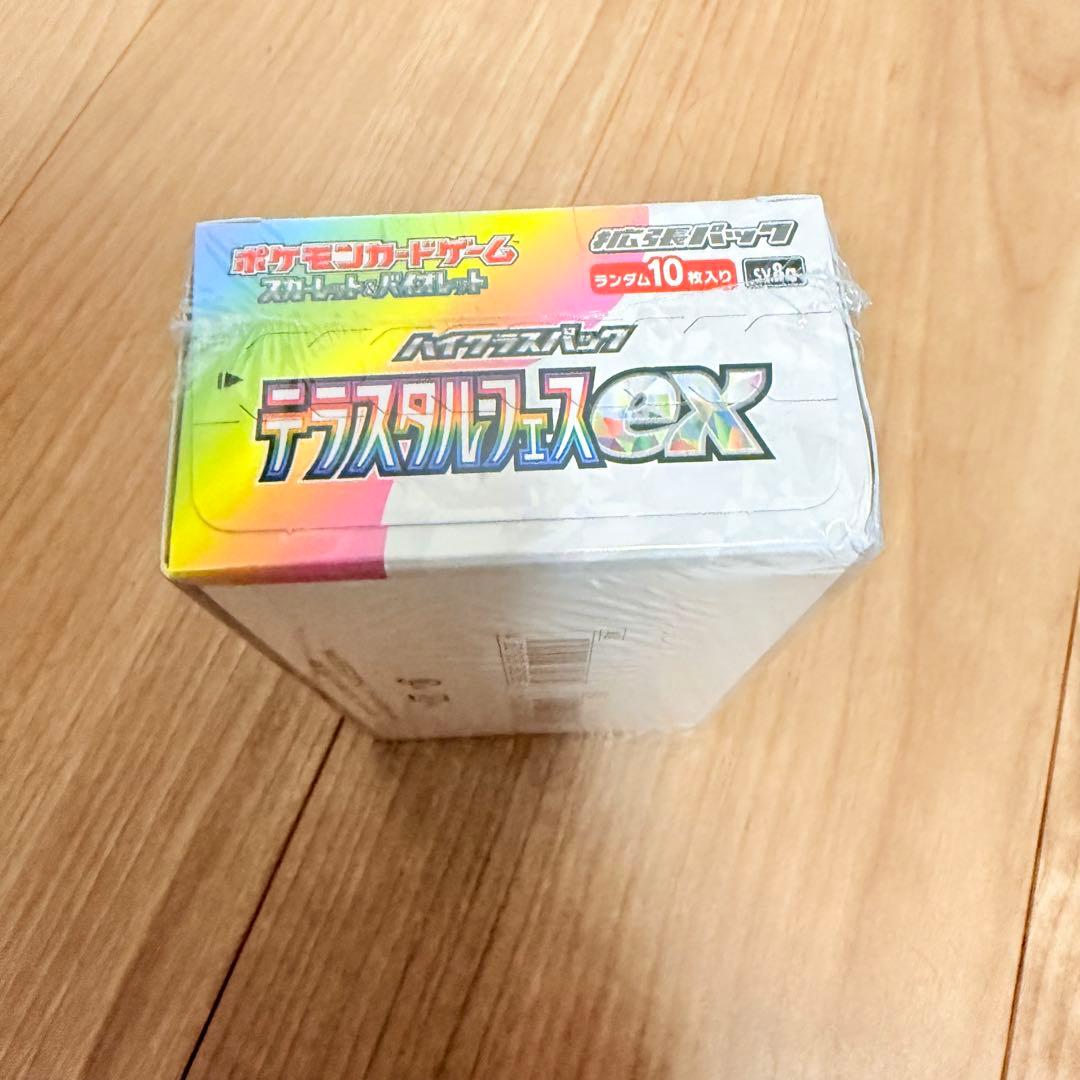 ポケモンカードゲーム
スカーレット&バイオレット
拡張パック
ランダム10枚入り
SV8a
ハイクラスパック
テラスタルフェスex